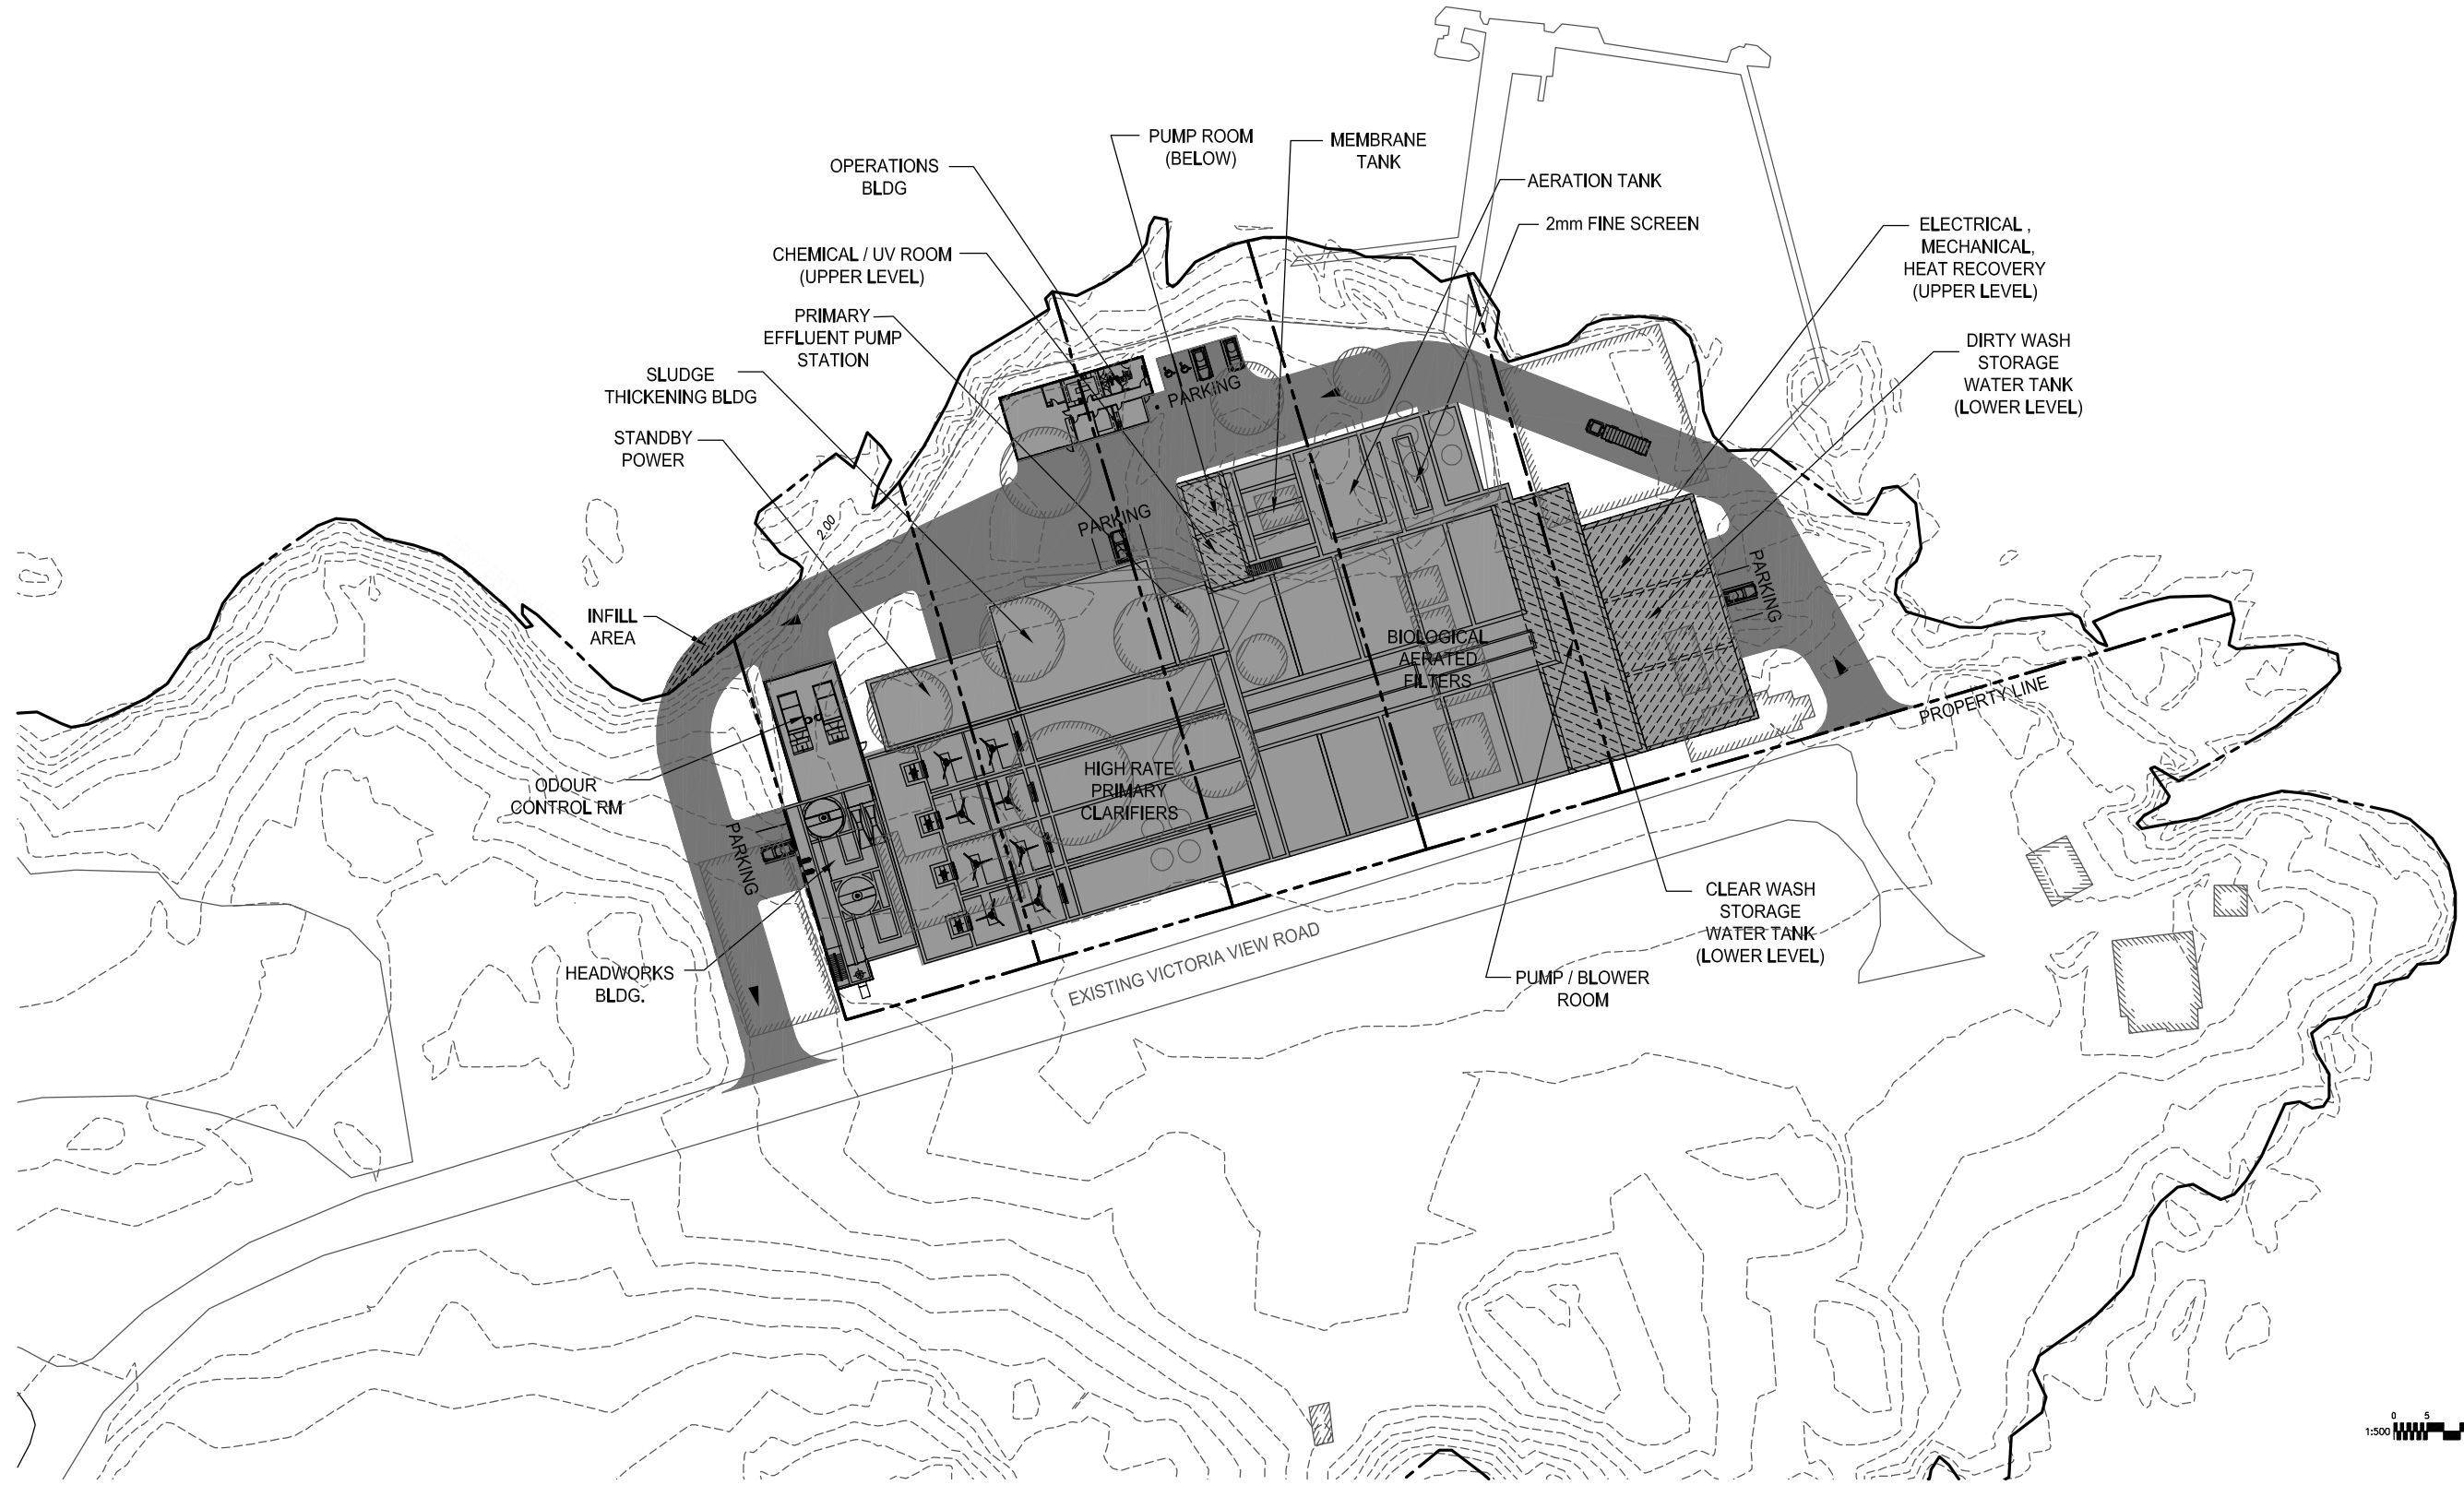 PUMP ROOM
(BELOW)
MEMBRANE
TANK
OPERATIONS
BLDG
AERATION TANK
2mm FINE SCREEN
ELECTRICAL ,
MECHANICAL,
HEAT RECOVERY
(UPPER LEVEL)
CHEMICAL / UV ROOM
(UPPER LEVEL)
PRIMARY
EFFLUENT PUMP
STATION
DIRTY WASH
STORAGE
WATER TANK
(LOWER LEVEL)
SLUDGE
THICKENING BLDG
STANDBY
POWER
PARKING
PARKING
2.00
PARKING
INFILL
AREA
BIOLOGICAL
AERATED
FILTERS
PROPERTY LINE
ODOUR
CONTROL RM
HIGH RATE
PRIMARY
CLARIFIERS
PARKING
CLEAR WASH
STORAGE
WATER TANK
(LOWER LEVEL)
HEADWORKS
BLDG.
EXISTING VICTORIA VIEW ROAD
PUMP / BLOWER
ROOM
0 5
1:500